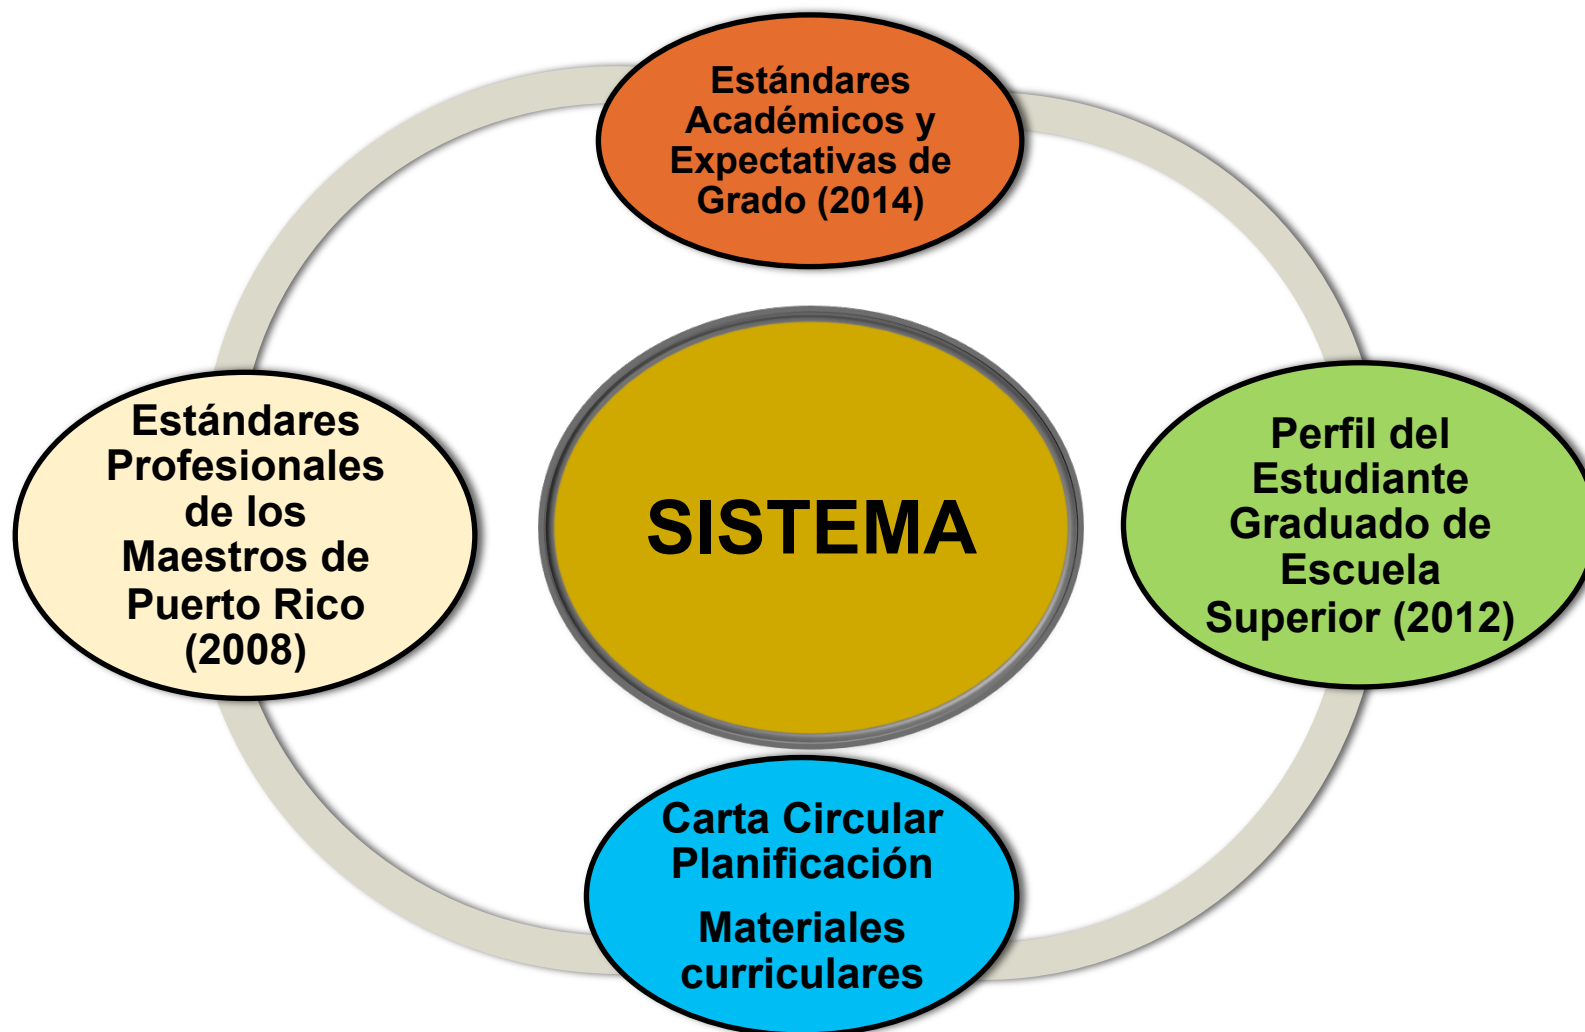 Estándares
Académicos y
Expectativas de
Grado (2014)
Estándares
Profesionales
de los
Maestros de
Puerto Rico
(2008)
SISTEMA
Perfil del
Estudiante
Graduado de
Escuela
Superior (2012)
Carta Circular
Planificación
Materiales
curriculares